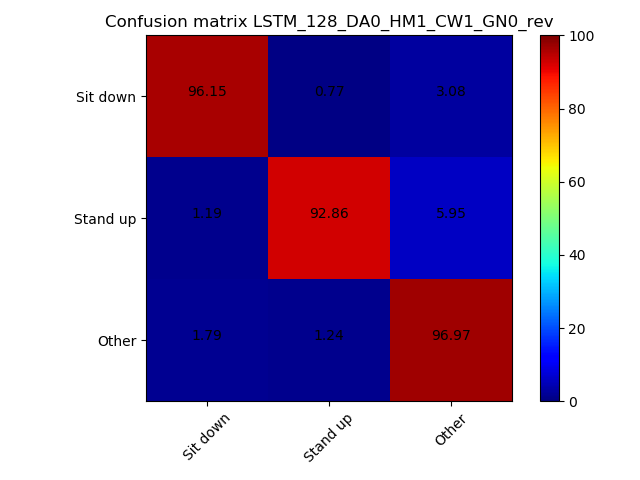 Confusion matrix LSTM_128_DA0_HM1_CW1_GN0_rev
100
Sit down 96.15 0.77 3.08
80
60
Stand up 1.19 92.86 5.95
40
20
Other 1.79 1.24 96.97
0
Sit down Stand up Other